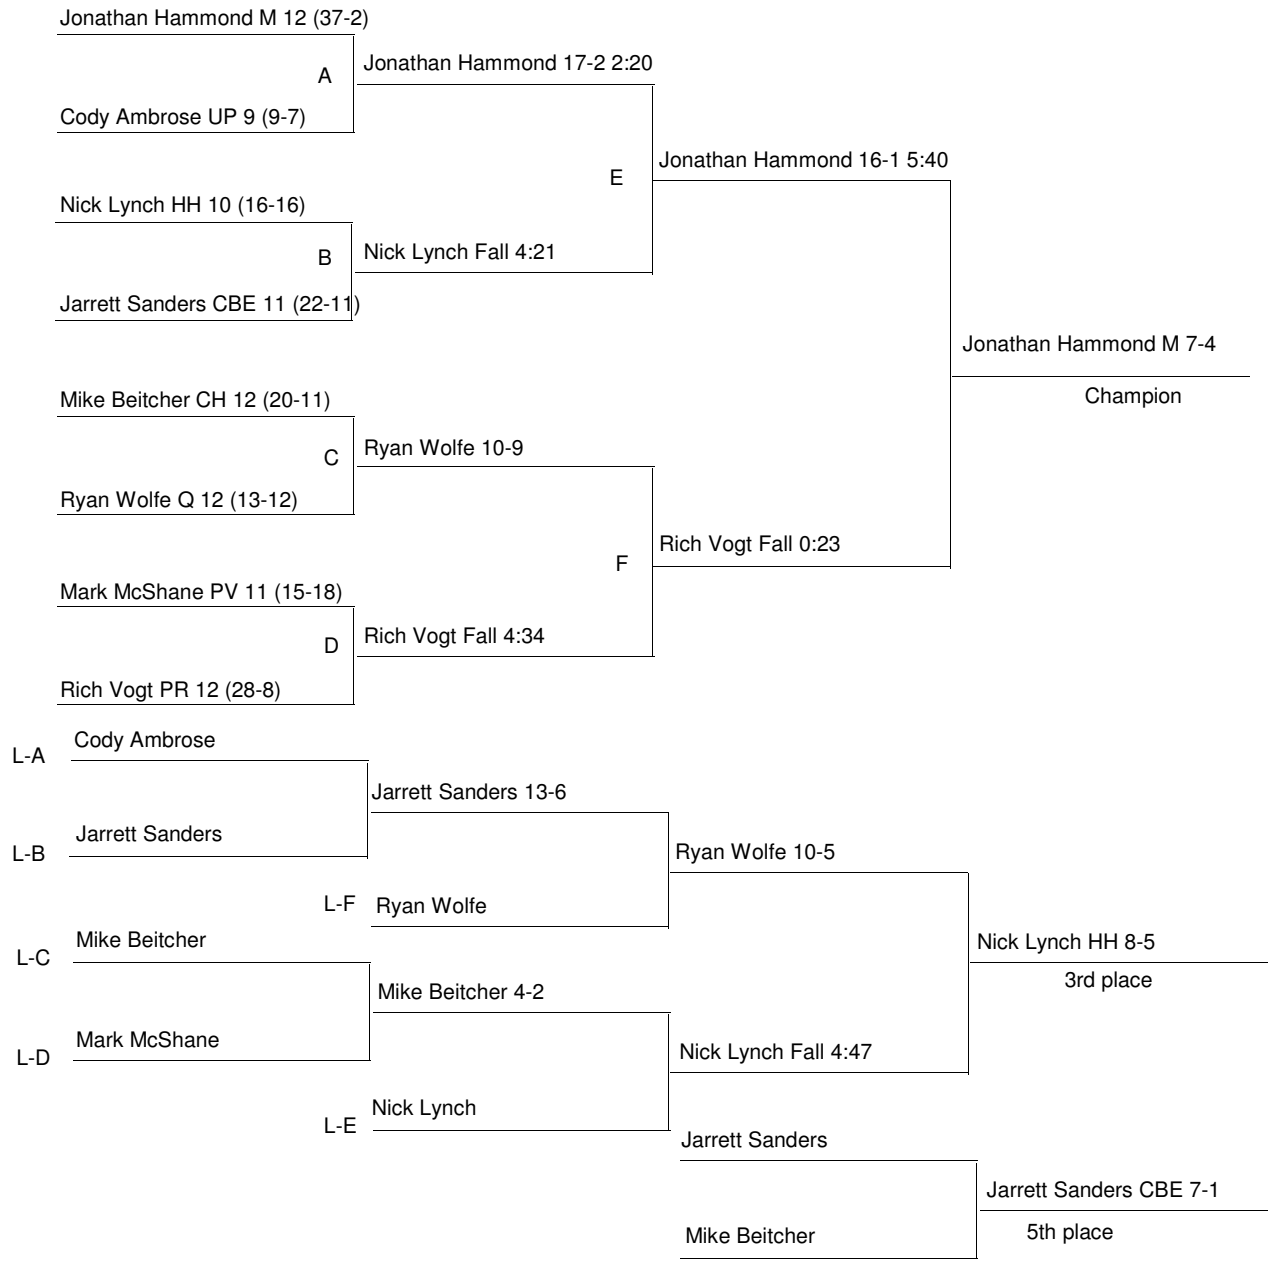 Jonathan Hammond M 12 (37-2)
A
Jonathan Hammond 17-2 2:20
Cody Ambrose UP 9 (9-7)
E
Jonathan Hammond 16-1 5:40
Nick Lynch HH 10 (16-16)
B
Nick Lynch Fall 4:21
Jarrett Sanders CBE 11 (22-11)
Jonathan Hammond M 7-4
Champion
Mike Beitcher CH 12 (20-11)
C
Ryan Wolfe 10-9
Ryan Wolfe Q 12 (13-12)
F
Rich Vogt Fall 0:23
Mark McShane PV 11 (15-18)
D
Rich Vogt Fall 4:34
Rich Vogt PR 12 (28-8)
L-A
Cody Ambrose
Jarrett Sanders 13-6
L-B
Jarrett Sanders
Ryan Wolfe 10-5
L-F
Ryan Wolfe
L-C
Mike Beitcher
Nick Lynch HH 8-5
3rd place
Mike Beitcher 4-2
L-D
Mark McShane
Nick Lynch Fall 4:47
L-E
Nick Lynch
Jarrett Sanders
Jarrett Sanders CBE 7-1
5th place
Mike Beitcher